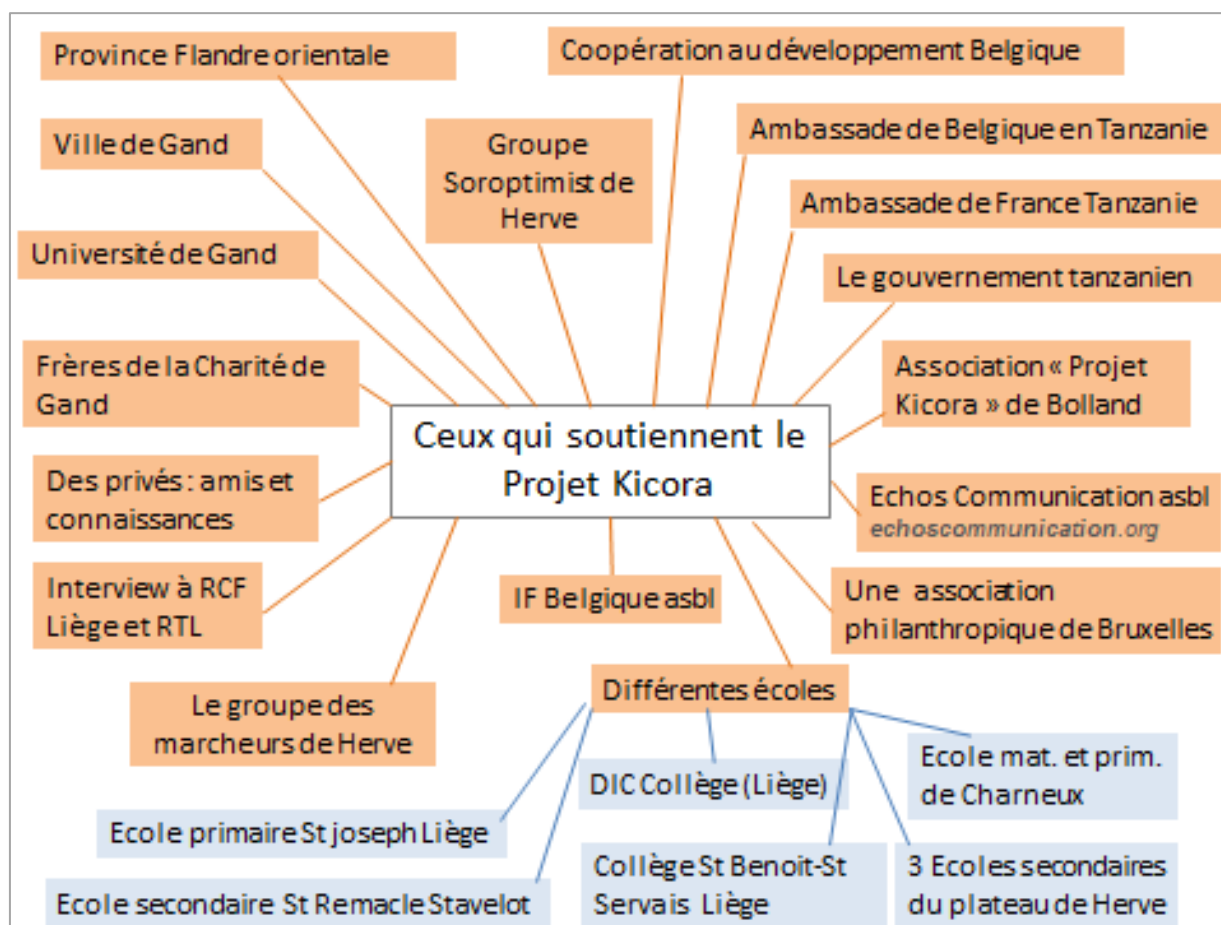 Province Flandre orientale
Coopération au développement Belgique
Ville de Gand
Groupe
Soroptimist de
Herve
Ambassade de Belgique en Tanzanie
Ambassade de France Tanzanie
Université de Gand
Le gouvernement tanzanien
Frères de la Charité de
Gand
Association « Projet
Kicora » de Bolland
Ceux qui soutiennent le
Projet Kicora
Des privés : amis et
connaissances
Echos Communication asbl
echoscommunication.org
Interview à RCF
Liège et RTL
IF Belgique asbl
Une association
philanthropique de Bruxelles
Le groupe des
marcheurs de Herve
Différentes écoles
DIC Collège (Liège)
Ecole mat. et prim.
de Charneux
Ecole primaire St joseph Liège
Ecole secondaire St Remacle Stavelot
Collège St Benoit-St
Servais Liège
3 Ecoles secondaires
du plateau de Herve